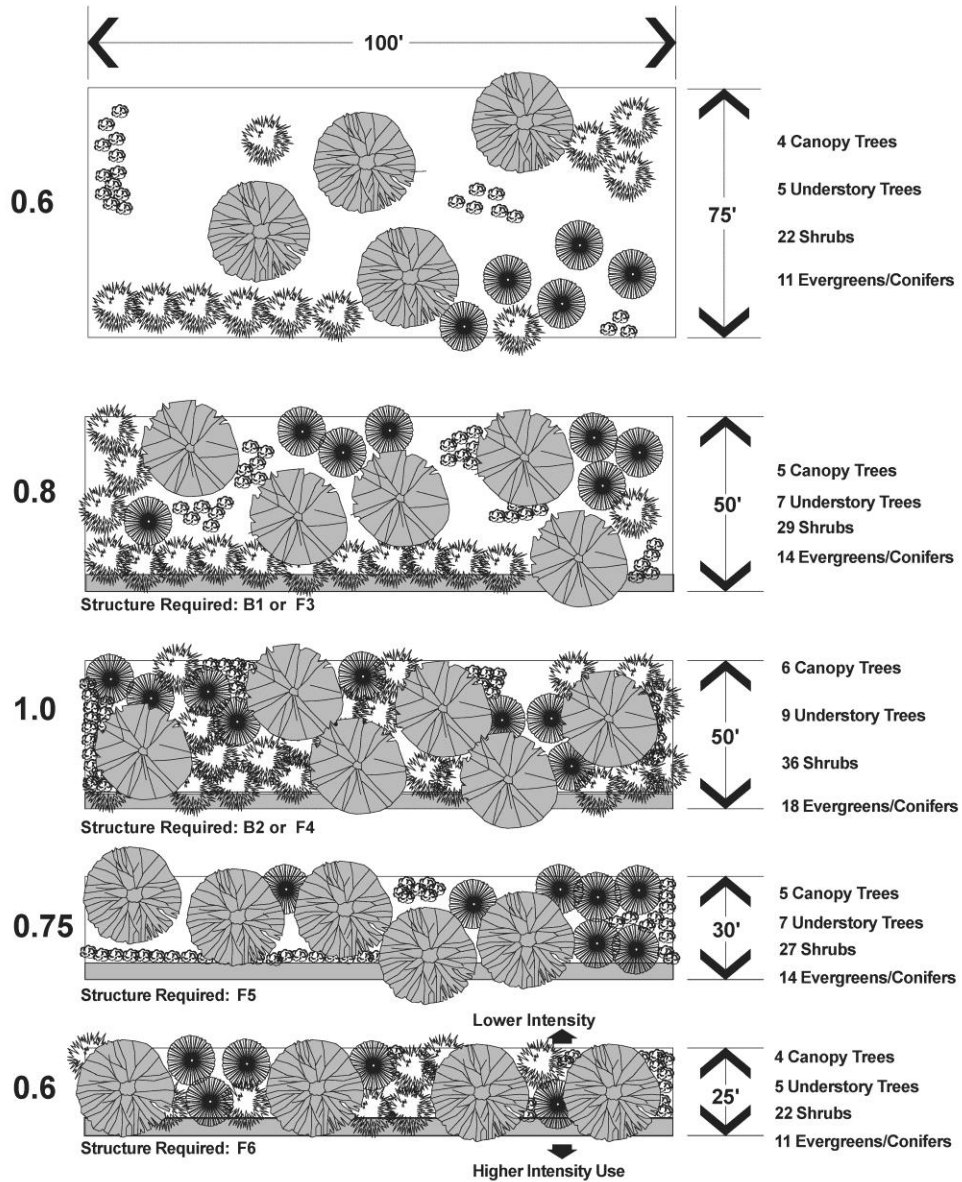 100'
0.6
75'
4 Canopy Trees
5 Understory Trees
22 Shrubs
11 Evergreens/Conifers
0.8
50'
5 Canopy Trees
7 Understory Trees
29 Shrubs
14 Evergreens/Conifers
Structure Required: B1 or F3
1.0
50'
6 Canopy Trees
9 Understory Trees
36 Shrubs
18 Evergreens/Conifers
Structure Required: B2 or F4
0.75
30'
5 Canopy Trees
7 Understory Trees
27 Shrubs
14 Evergreens/Conifers
Structure Required: F5
Lower Intensity
0.6
25'
4 Canopy Trees
5 Understory Trees
22 Shrubs
11 Evergreens/Conifers
Structure Required: F6
Higher Intensity Use